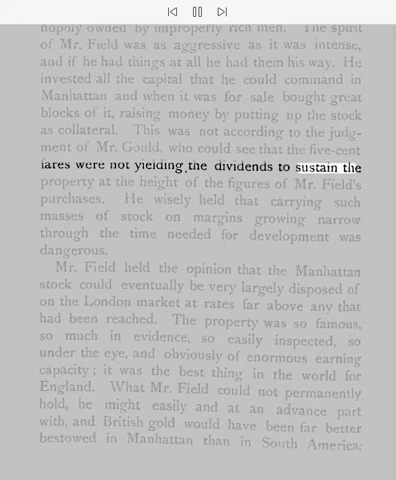 nopoly owned by improperly rich men. The spirit
of Mr. Field was as aggressive as it was intense,
and if he had things at all he had them his way. He
invested all the capital that he could command in
Manhattan and when it was for sale bought great
blocks of it, raising money by putting up the stock
as collateral. This was not according to the judg-
ment of Mr. Gould, who could see that the five-cent
fares were not yielding the dividends to sustain the
property at the height of the figures of Mr. Field's
purchases. He wisely held that carrying such
masses of stock on margins growing narrow
through the time needed for development was
dangerous.
Mr. Field held the opinion that the Manhattan
stock could eventually be very largely disposed of
on the London market at rates far above any that
had been reached. The property was so famous,
so much in evidence, so easily inspected, so
under the eye, and obviously of enormous earning
capacity; it was the best thing in the world for
England. What Mr. Field could not permanently
hold, he might easily and at an advance part
with, and British gold would have been far better
bestowed in Manhattan than in South America,